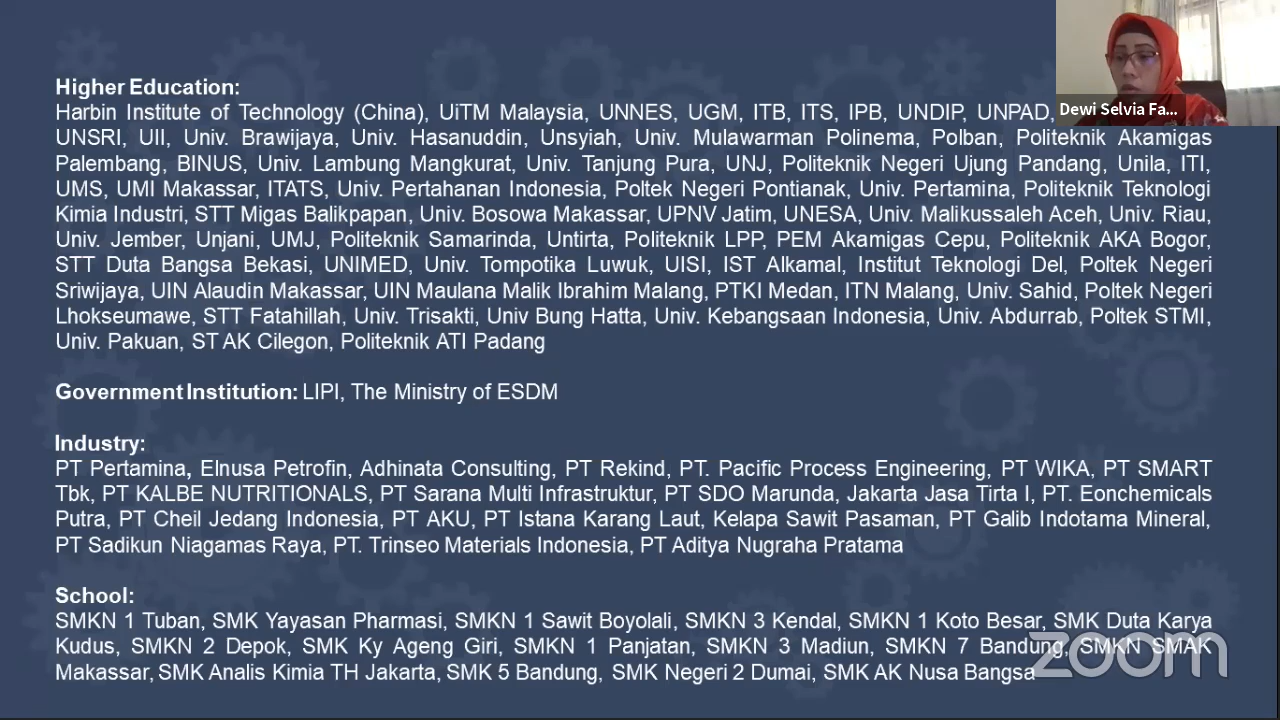 Higher Education:
Harbin Institute of Technology (China), UiTM Malaysia, UNNES, UGM, ITB, ITS, IPB, UNDIP, UNPAD,
Dewi Selvia Fa...
UNSRI, UII, Univ. Brawijaya, Univ. Hasanuddin, Unsyiah, Univ. Mulawarman Polinema, Polban, Politeknik Akamigas
Palembang, BINUS, Univ. Lambung Mangkurat, Univ. Tanjung Pura, UNJ, Politeknik Negeri Ujung Pandang, Unila, ITI,
UMS, UMI Makassar, ITATS, Univ. Pertahanan Indonesia, Poltek Negeri Pontianak, Univ. Pertamina, Politeknik Teknologi
Kimia Industri, STT Migas Balikpapan, Univ. Bosowa Makassar, UPNV Jatim, UNESA, Univ. Malikussaleh Aceh, Univ. Riau,
Univ. Jember, Unjani, UMJ, Politeknik Samarinda, Untirta, Politeknik LPP, PEM Akamigas Cepu, Politeknik AKA Bogor,
STT Duta Bangsa Bekasi, UNIMED, Univ. Tompotika Luwuk, UISI, IST Alkamal, Institut Teknologi Del, Poltek Negeri
Sriwijaya, UIN Alaudin Makassar, UIN Maulana Malik Ibrahim Malang, PTKI Medan, ITN Malang, Univ. Sahid, Poltek Negeri
Lhokseumawe, STT Fatahillah, Univ. Trisakti, Univ Bung Hatta, Univ. Kebangsaan Indonesia, Univ. Abdurrab, Poltek STMI,
Univ. Pakuan, ST AK Cilegon, Politeknik ATI Padang
Government Institution: LIPI, The Ministry of ESDM
Industry:
PT Pertamina, Elnusa Petrofin, Adhinata Consulting, PT Rekind, PT. Pacific Process Engineering, PT WIKA, PT SMART
Tbk, PT KALBE NUTRITIONALS, PT Sarana Multi Infrastruktur, PT SDO Marunda, Jakarta Jasa Tirta I, PT. Eonchemicals
Putra, PT Cheil Jedang Indonesia, PT AKU, PT Istana Karang Laut, Kelapa Sawit Pasaman, PT Galib Indotama Mineral,
PT Sadikun Niagamas Raya, PT. Trinseo Materials Indonesia, PT Aditya Nugraha Pratama
School:
SMKN 1 Tuban, SMK Yayasan Pharmasi, SMKN 1 Sawit Boyolali, SMKN 3 Kendal, SMKN 1 Koto Besar, SMK Duta Karya
Kudus, SMKN 2 Depok, SMK Ky Ageng Giri, SMKN 1 Panjatan, SMKN 3 Madiun, SMKN 7 Bandung, SMKN SMAK
Makassar, SMK Analis Kimia TH Jakarta, SMK 5 Bandung, SMK Negeri 2 Dumai, SMK AK Nusa Bangsa
zoom